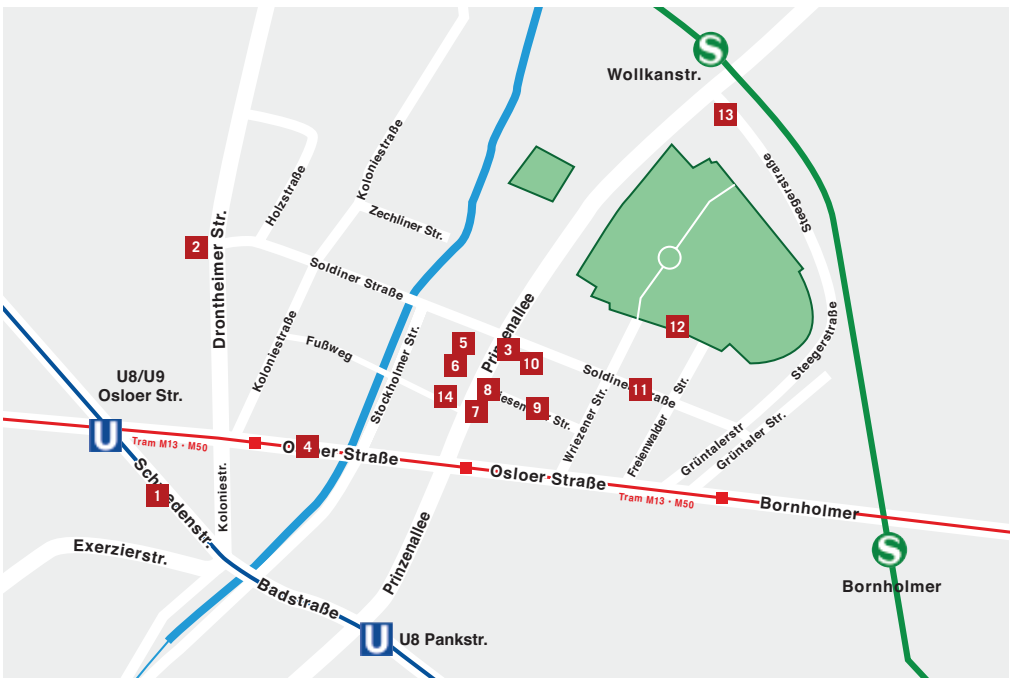 S
Wollkanstr.
13
Koloniestraße
Steegerstraße
Holzstraße
Zechliner Str.
2
Drontheimer Str.
Soldiner Straße
Prinzenallee
12
Steegerstraße
Koloniestraße
Fußweg
Stockholmer Str.
5
3
6
10
U8/U9
Osloer Str.
Soldiner Straße
11
14
8
9
7
Wriezener Str.
Freienwalder Str.
Grüntalerstr
Grüntaler Str.
U
Tram M13 • M50
4
Osloer Straße
Osloer Straße
Tram M13 • M50
Bornholmer
1
Schwedenstr.
Koloniestr.
Exerzierstr.
Prinzenallee
S
Bornholmer
Badstraße
U
U8 Pankstr.